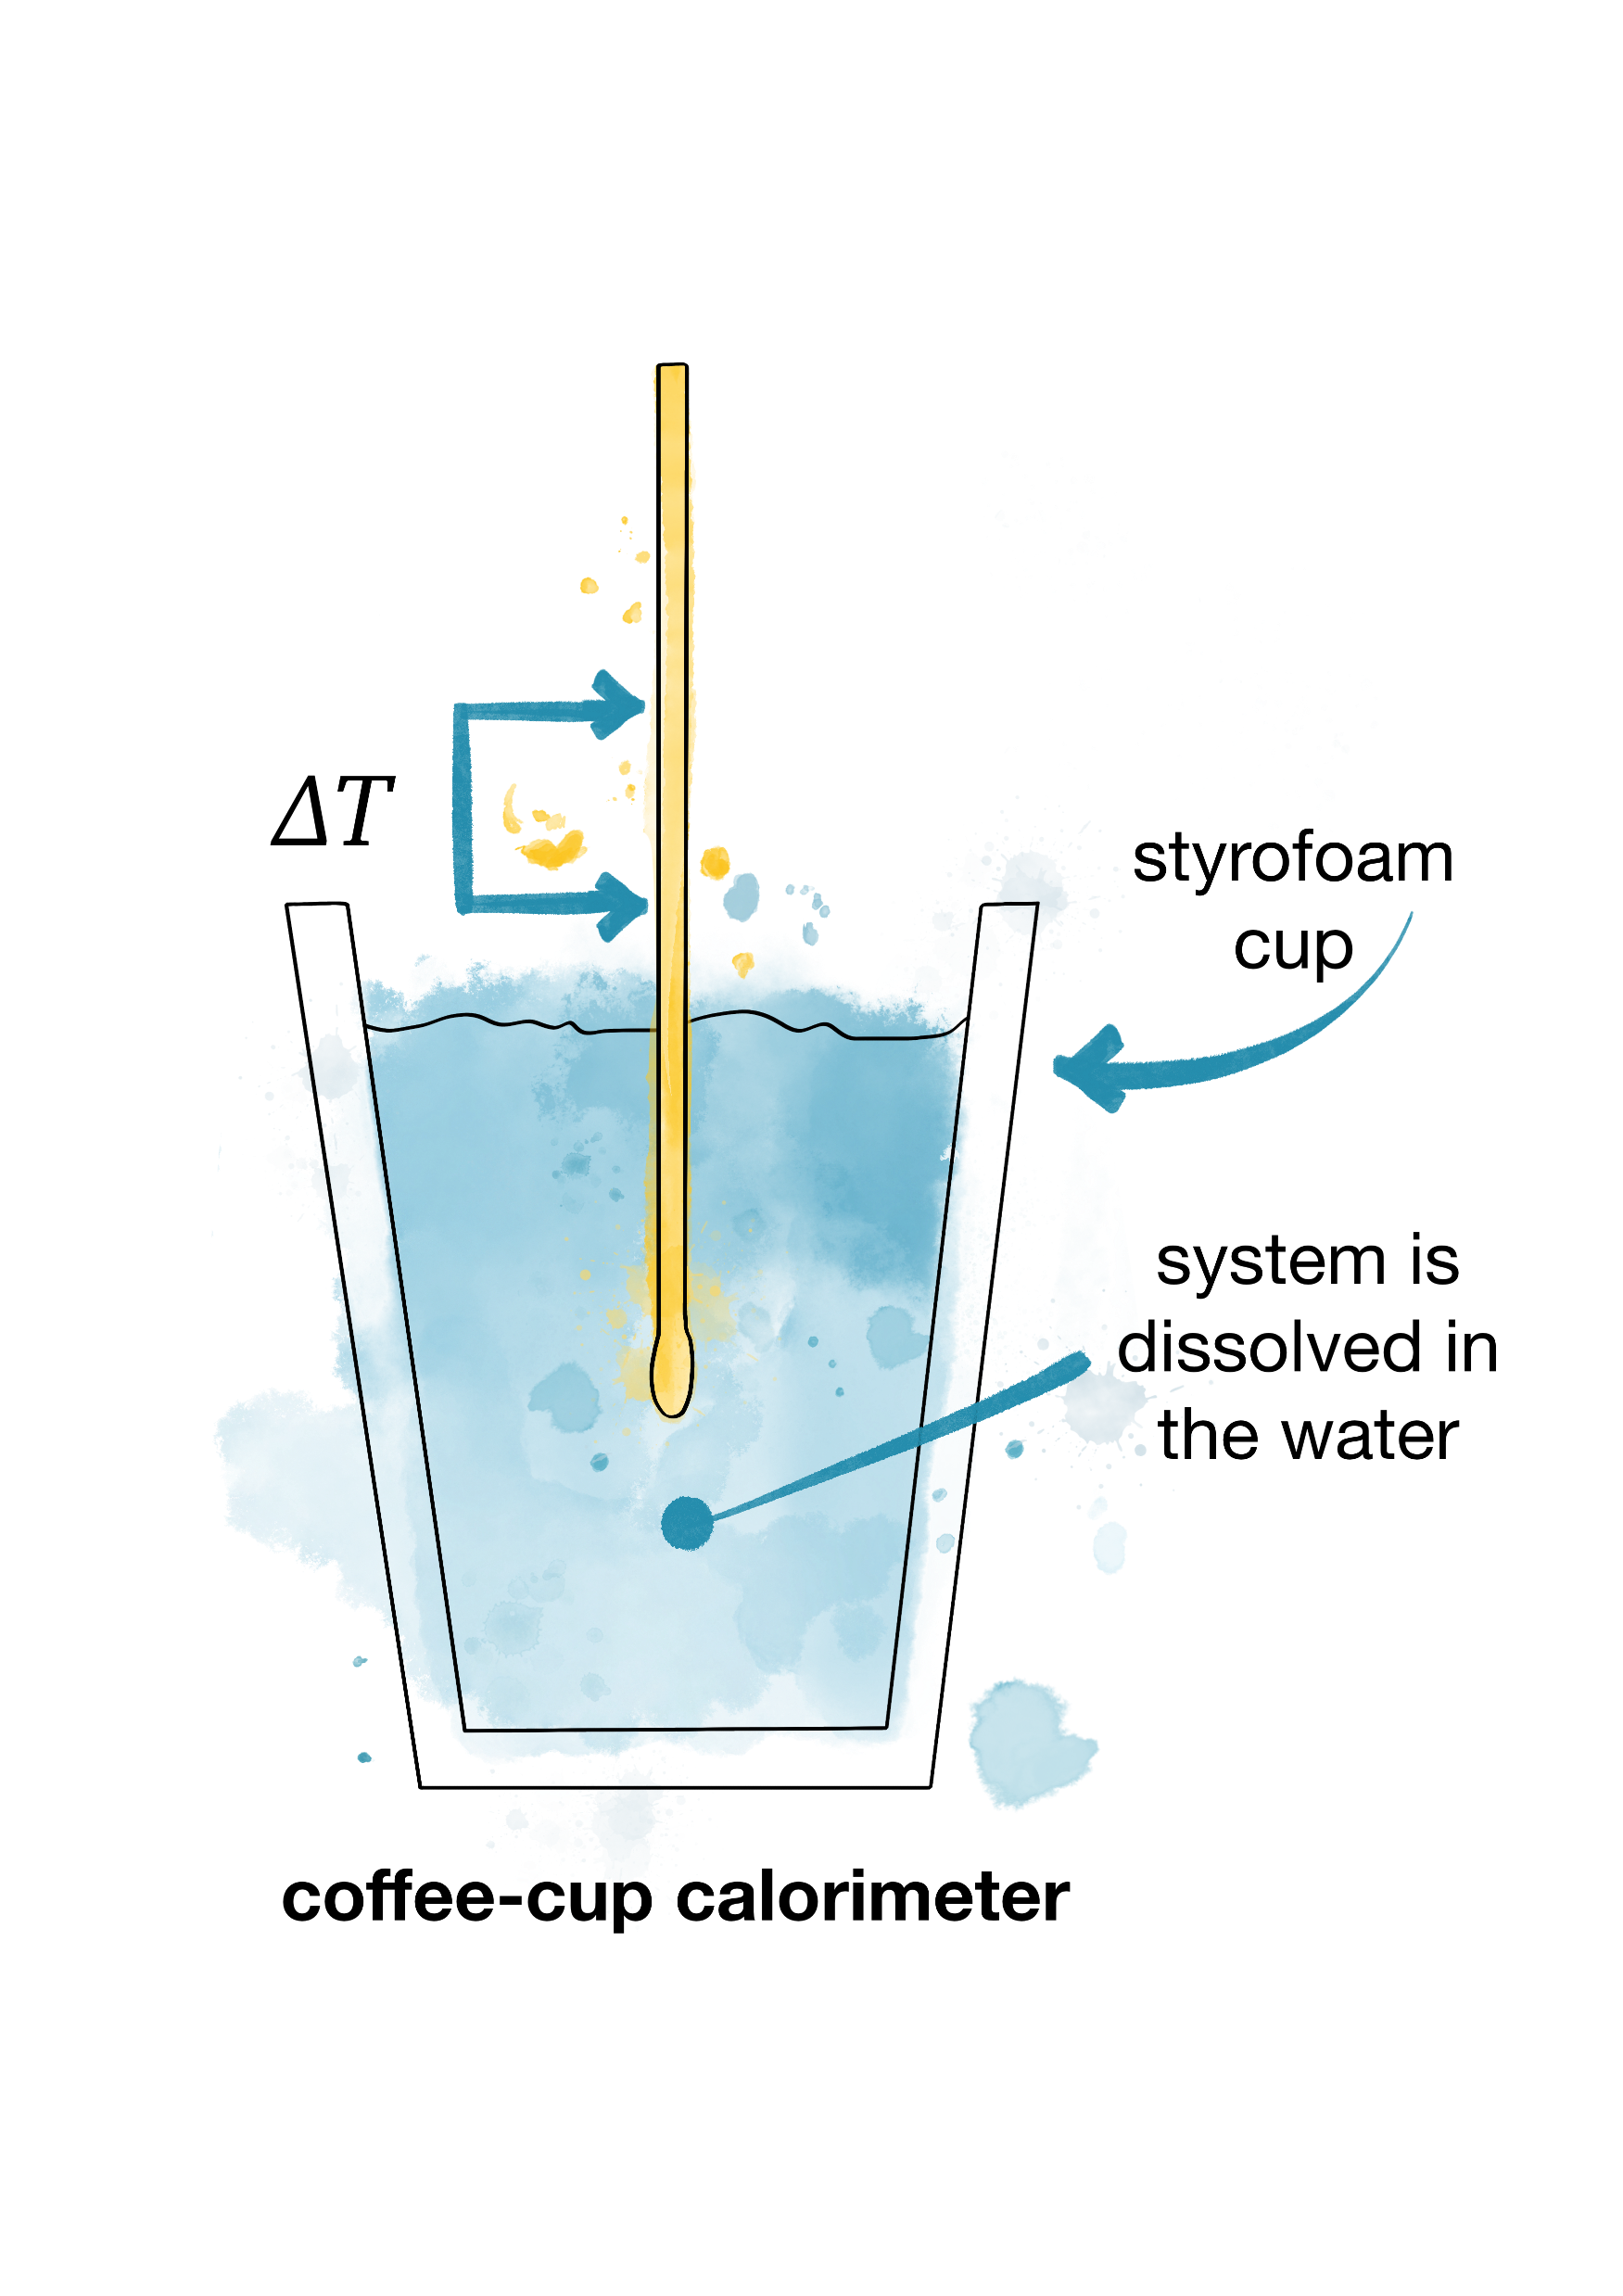 ΔT
styrofoam
cup
system is
dissolved in
the water
coffee-cup calorimeter